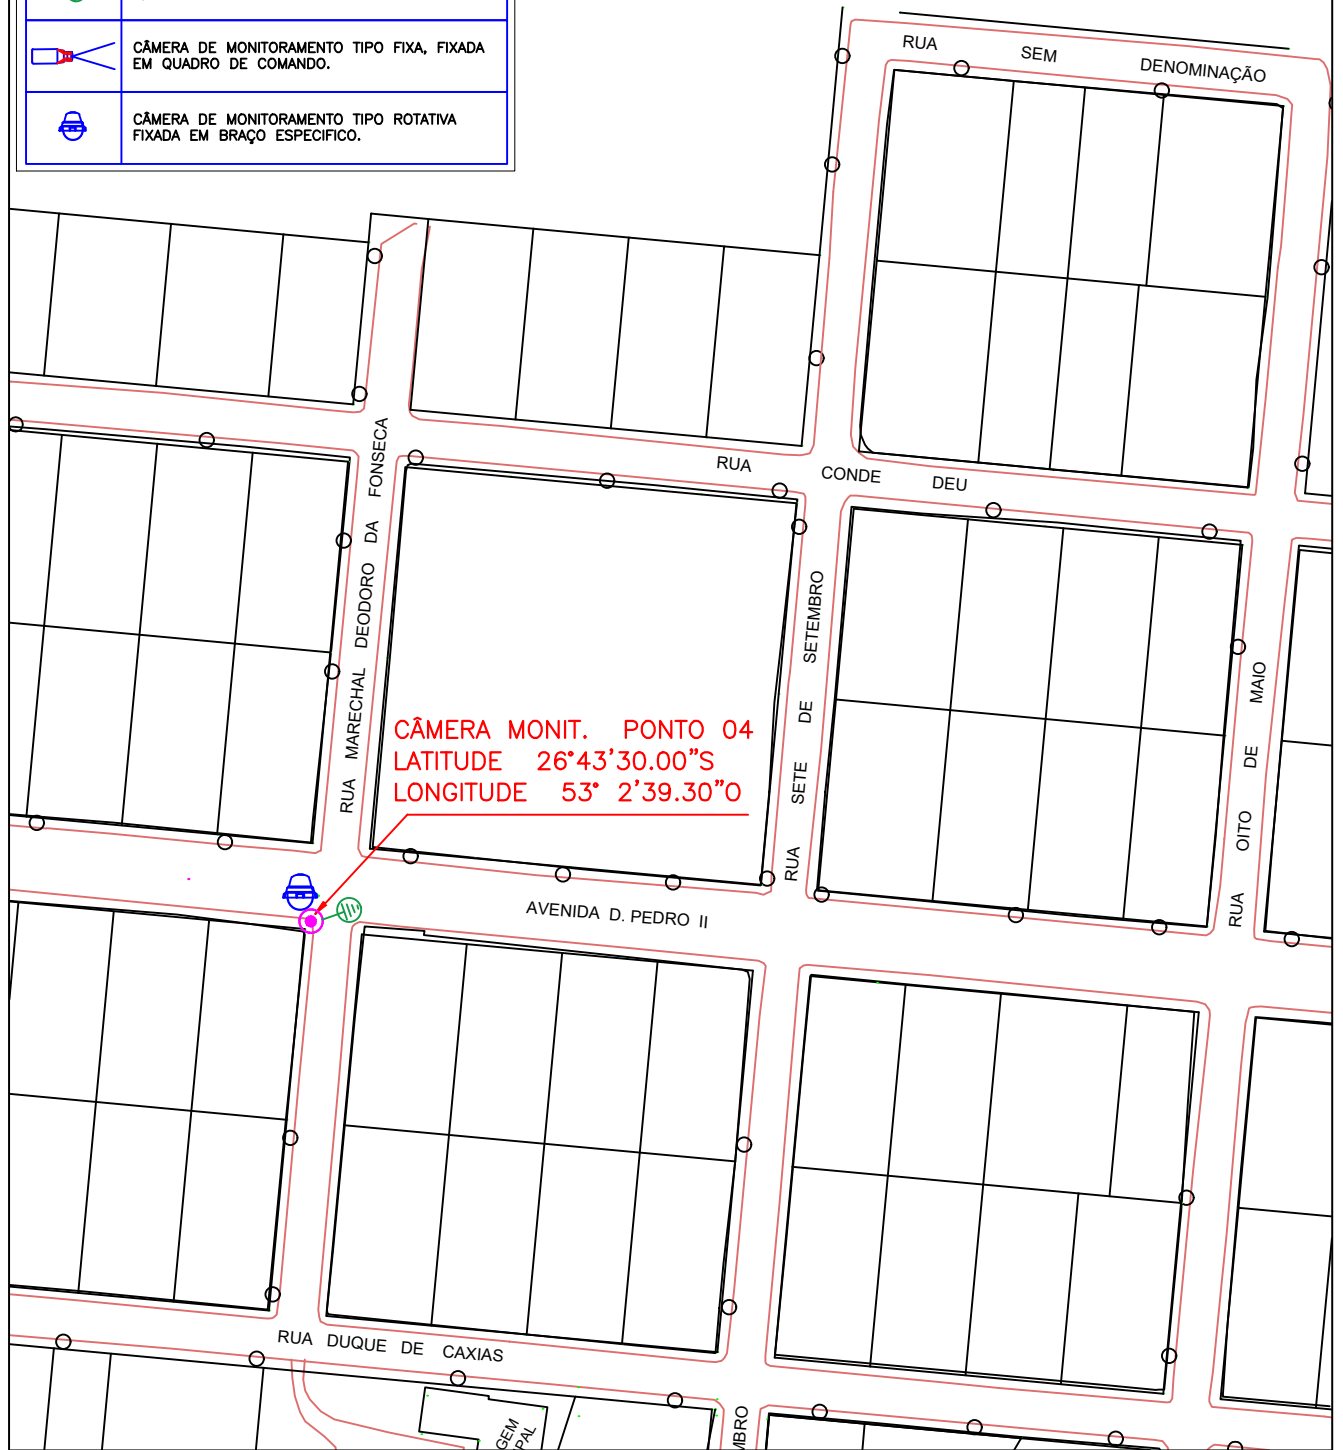 CÂMERA DE MONITORAMENTO TIPO FIXA, FIXADA
EM QUADRO DE COMANDO.
CÂMERA DE MONITORAMENTO TIPO ROTATIVA
FIXADA EM BRAÇO ESPECIFICO.
RUA SEM DENOMINAÇÃO
RUA CONDE DEU
RUA MARECHAL DEODORO DA FONSECA
RUA SETE DE SETEMBRO
RUA OITO DE MAIO
CÂMERA MONIT. PONTO 04
LATITUDE 26°43'30.00"S
LONGITUDE 53° 2'39.30"O
AVENIDA D. PEDRO II
RUA DUQUE DE CAXIAS
GEM
PAL
MBRO